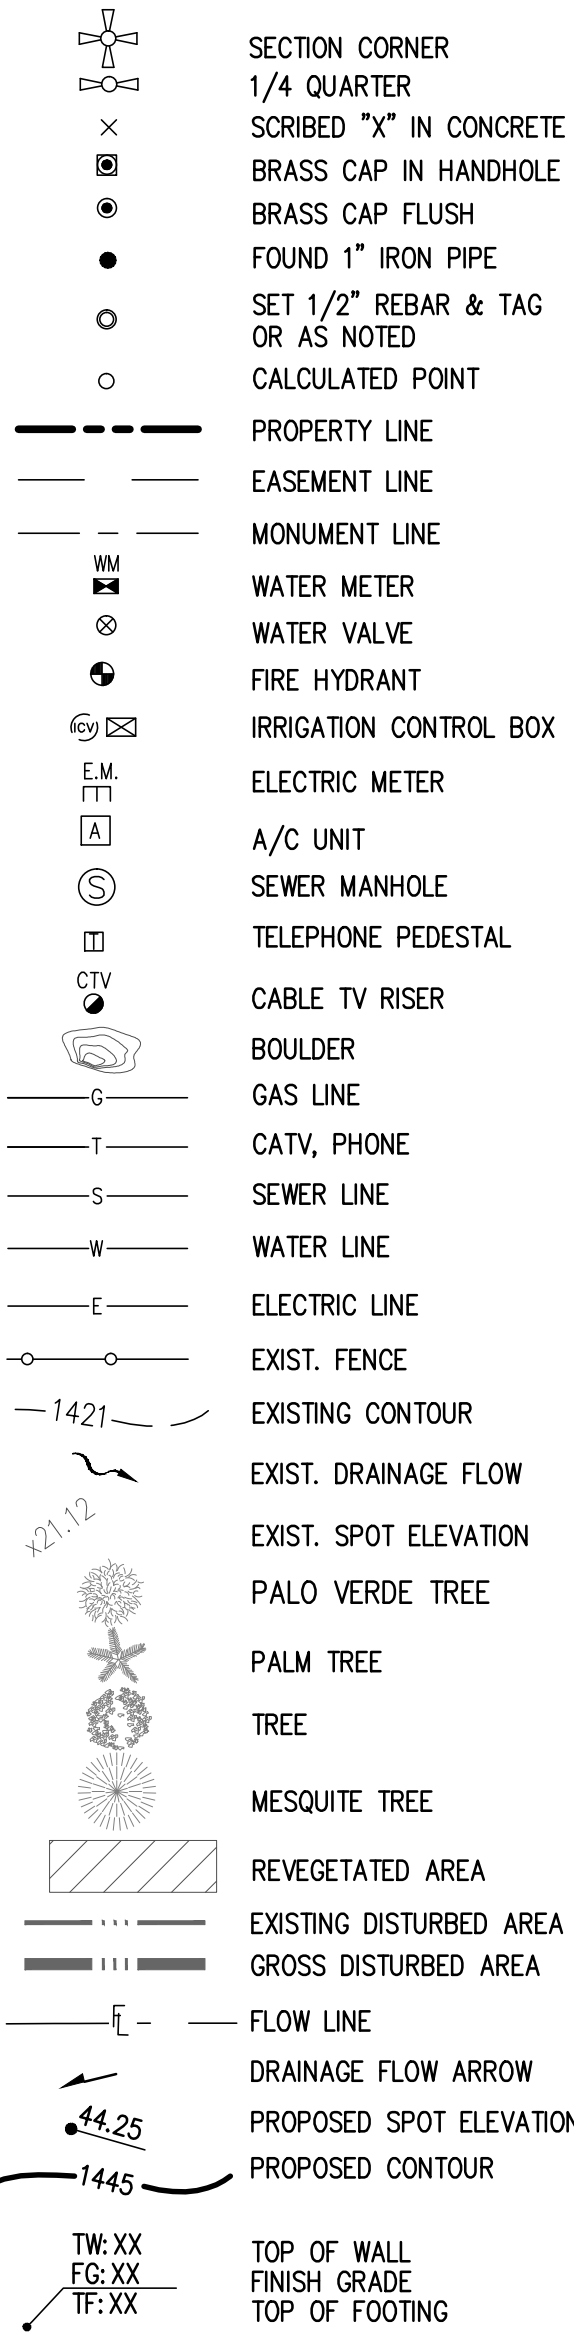 SECTION CORNER
1/4 QUARTER
SCRIBED "X" IN CONCRETE
BRASS CAP IN HANDHOLE
BRASS CAP FLUSH
FOUND 1" IRON PIPE
SET 1/2" REBAR & TAG
OR AS NOTED
CALCULATED POINT
PROPERTY LINE
EASEMENT LINE
MONUMENT LINE
WM
WATER METER
WATER VALVE
FIRE HYDRANT
ICV IRRIGATION CONTROL BOX
E.M.
ELECTRIC METER
A A/C UNIT
S SEWER MANHOLE
T TELEPHONE PEDESTAL
CTV
CABLE TV RISER
BOULDER
G GAS LINE
T CATV, PHONE
S SEWER LINE
W WATER LINE
E ELECTRIC LINE
EXIST. FENCE
1421 EXISTING CONTOUR
EXIST. DRAINAGE FLOW
x21.12 EXIST. SPOT ELEVATION
PALO VERDE TREE
PALM TREE
TREE
MESQUITE TREE
REVEGETATED AREA
EXISTING DISTURBED AREA
GROSS DISTURBED AREA
FL FLOW LINE
DRAINAGE FLOW ARROW
44.25 PROPOSED SPOT ELEVATION
1445 PROPOSED CONTOUR
TW: XX TOP OF WALL
FG: XX FINISH GRADE
TF: XX TOP OF FOOTING